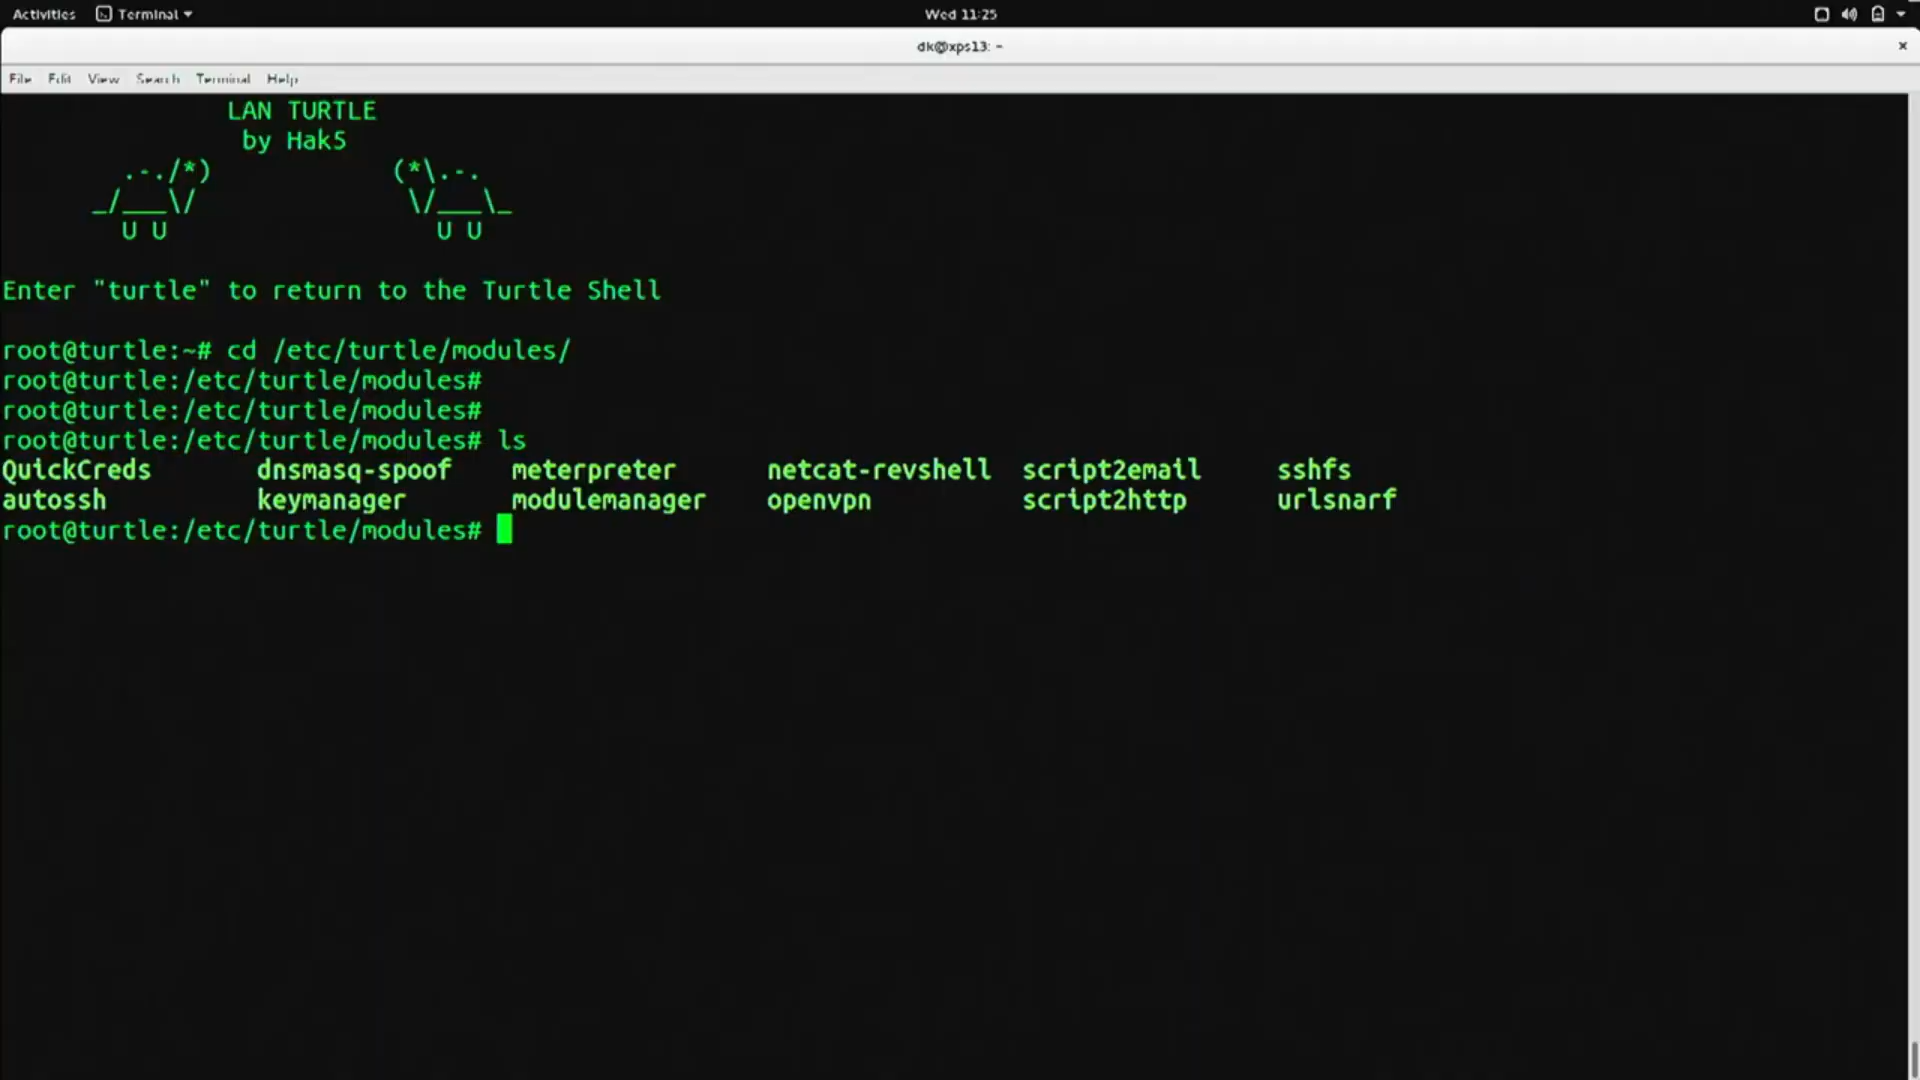 Activities Terminal Wed 11:25
dk@xps13: ~
File Edit View Search Terminal Help
LAN TURTLE
by Hak5
.-./*) (*\.-.
_/___\/ \/___\_
U U U U
Enter "turtle" to return to the Turtle Shell
root@turtle:~# cd /etc/turtle/modules/
root@turtle:/etc/turtle/modules#
root@turtle:/etc/turtle/modules#
root@turtle:/etc/turtle/modules# ls
QuickCreds dnsmasq-spoof meterpreter netcat-revshell script2email sshfs
autossh keymanager modulemanager openvpn script2http urlsnarf
root@turtle:/etc/turtle/modules#